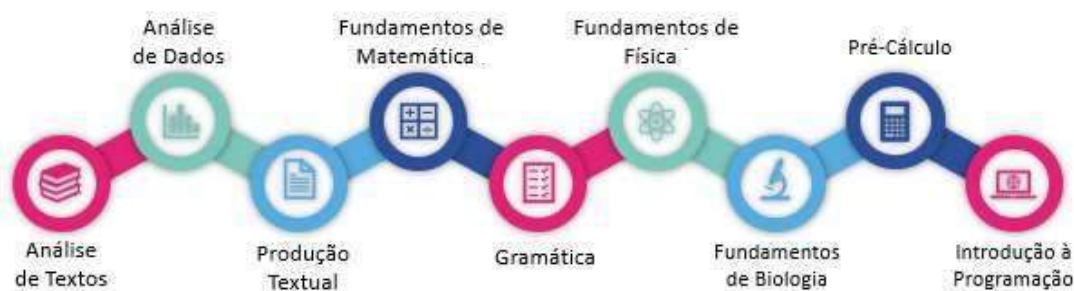 Análise
de Dados
Fundamentos de
Matemática
Fundamentos de
Física
Pré-Cálculo
Análise
de Textos
Produção
Textual
Gramática
Fundamentos
de Biologia
Introdução à
Programação